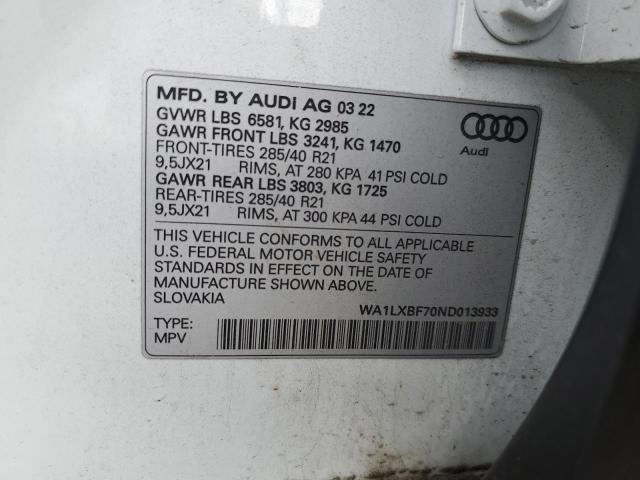 MFD. BY AUDI AG 03 22
GVWR LBS 6581, KG 2985
GAWR FRONT LBS 3241, KG 1470
FRONT-TIRES 285/40 R21
9,5JX21 RIMS, AT 280 KPA 41 PSI COLD
GAWR REAR LBS 3803, KG 1725
REAR-TIRES 285/40 R21
9,5JX21 RIMS, AT 300 KPA 44 PSI COLD
Audi
THIS VEHICLE CONFORMS TO ALL APPLICABLE
U.S. FEDERAL MOTOR VEHICLE SAFETY
STANDARDS IN EFFECT ON THE DATE OF
MANUFACTURE SHOWN ABOVE.
SLOVAKIA
WA1LXBF70ND013933
TYPE:
MPV